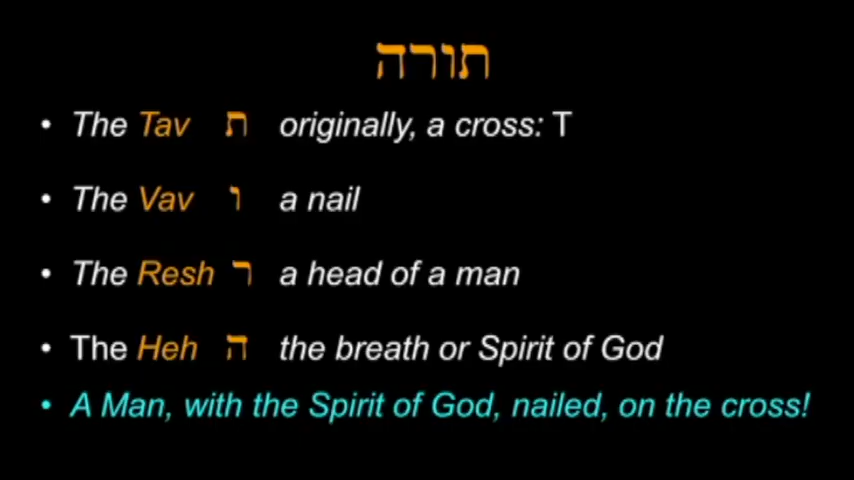 תורה
• The Tav ת originally, a cross: T
• The Vav ו a nail
• The Resh ר a head of a man
• The Heh ה the breath or Spirit of God
• A Man, with the Spirit of God, nailed, on the cross!